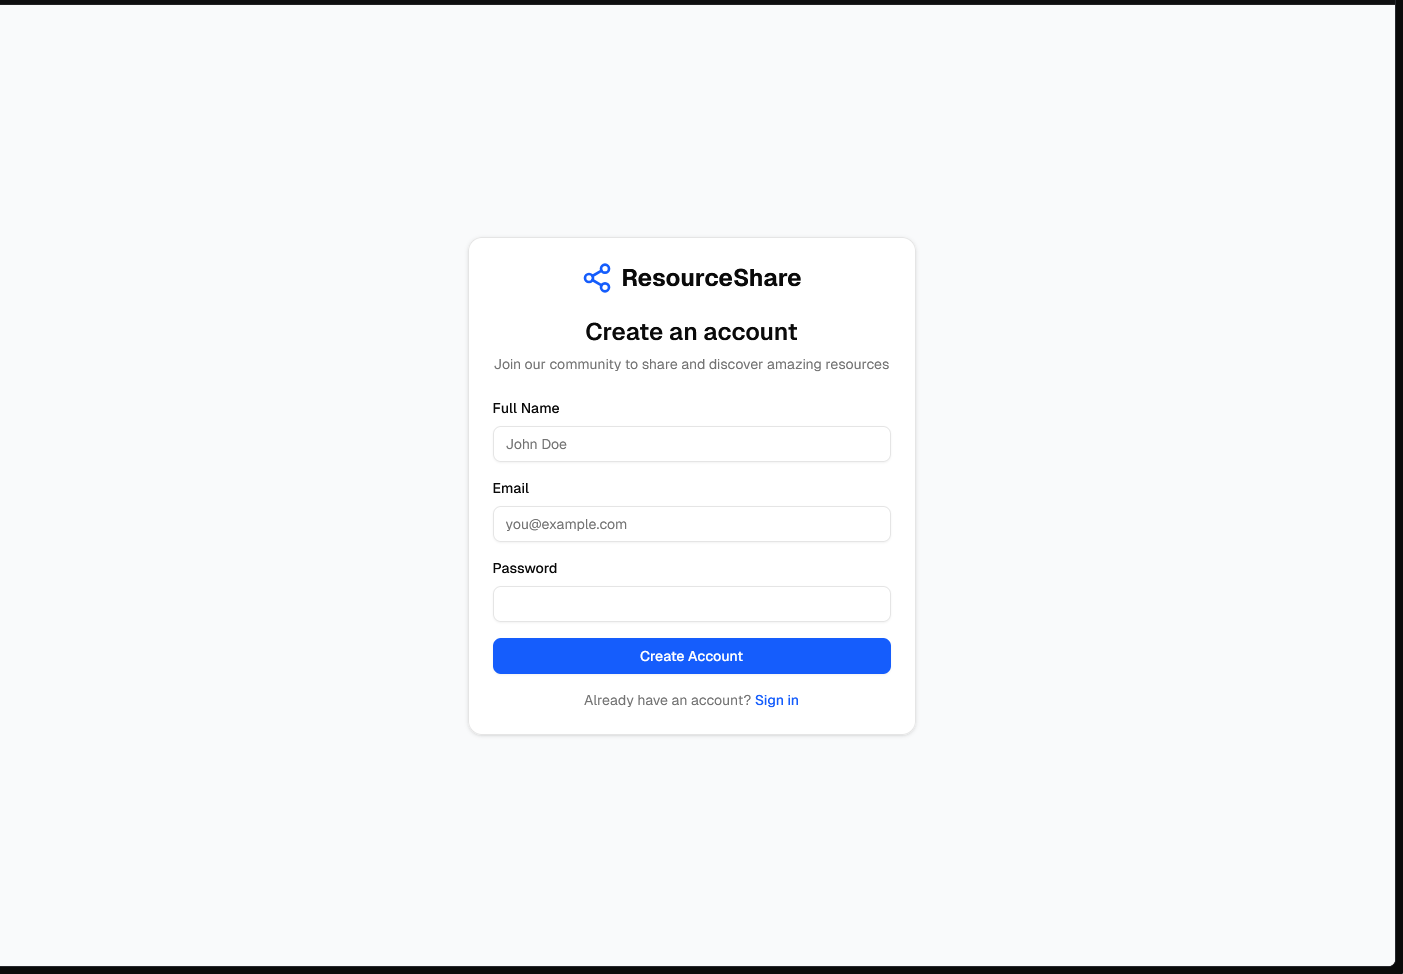 ResourceShare
Create an account
Join our community to share and discover amazing resources
Full Name
John Doe
Email
you@example.com
Password
Create Account
Already have an account? Sign in